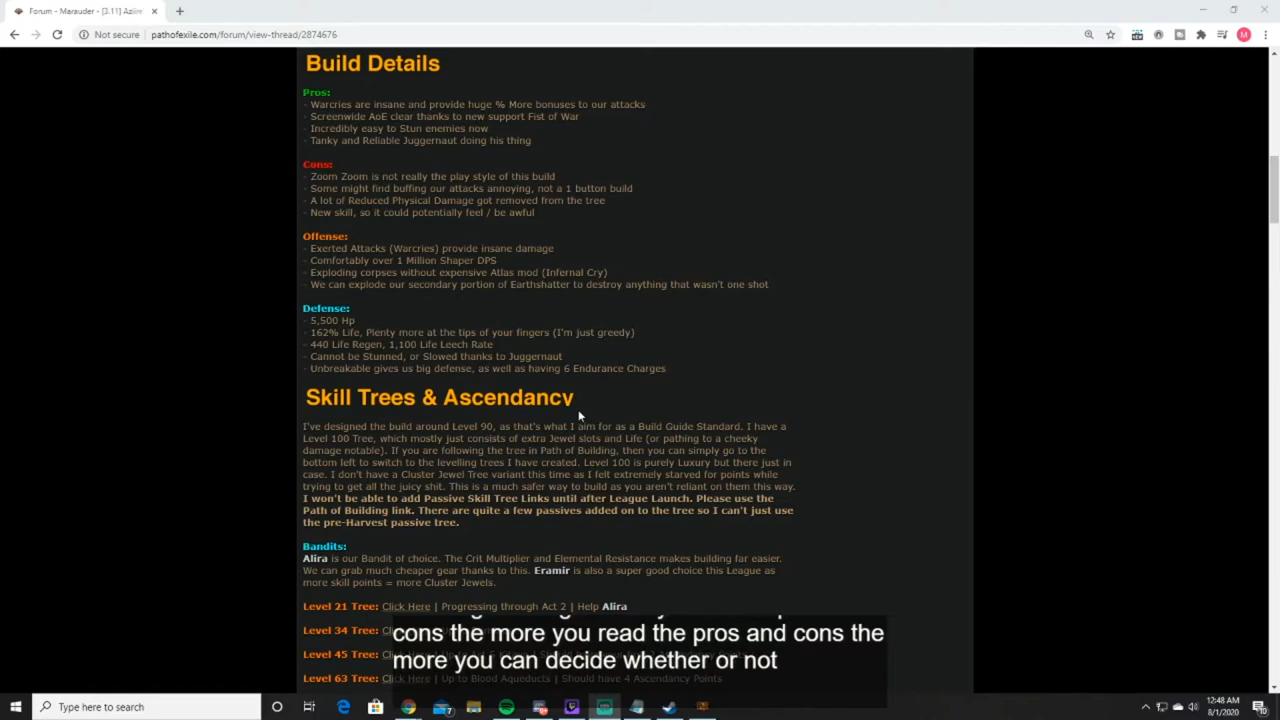 Forum - Marauder - [3.11] Aziire
Not secure | pathofexile.com/forum/view-thread/2874676
Build Details
Pros:
- Warcries are insane and provide huge % More bonuses to our attacks
- Screenwide AoE clear thanks to new support Fist of War
- Incredibly easy to Stun enemies now
- Tanky and Reliable Juggernaut doing his thing
Cons:
- Zoom Zoom is not really the play style of this build
- Some might find buffing our attacks annoying, not a 1 button build
- A lot of Reduced Physical Damage got removed from the tree
- New skill, so it could potentially feel / be awful
Offense:
- Exerted Attacks (Warcries) provide insane damage
- Comfortably over 1 Million Shaper DPS
- Exploding corpses without expensive Atlas mod (Infernal Cry)
- We can explode our secondary portion of Earthshatter to destroy anything that wasn't one shot
Defense:
- 5,500 Hp
- 162% Life, Plenty more at the tips of your fingers (I'm just greedy)
- 440 Life Regen, 1,100 Life Leech Rate
- Cannot be Stunned, or Slowed thanks to Juggernaut
- Unbreakable gives us big defense, as well as having 6 Endurance Charges
Skill Trees & Ascendancy
I've designed the build around Level 90, as that's what I aim for as a Build Guide Standard. I have a
Level 100 Tree, which mostly just consists of extra Jewel slots and Life (or pathing to a cheeky
damage notable). If you are following the tree in Path of Building, then you can simply go to the
bottom left to switch to the levelling trees I have created. Level 100 is purely Luxury but there just in
case. I don't have a Cluster Jewel Tree variant this time as I felt extremely starved for points while
trying to get all the juicy shit. This is a much safer way to build as you aren't reliant on them this way.
I won't be able to add Passive Skill Tree Links until after League Launch. Please use the
Path of Building link. There are quite a few passives added on to the tree so I can't just use
the pre-Harvest passive tree.
Bandits:
Alira is our Bandit of choice. The Crit Multiplier and Elemental Resistance makes building far easier.
We can grab much cheaper gear thanks to this. Eramir is also a super good choice this League as
more skill points = more Cluster Jewels.
Level 21 Tree: Click Here | Progressing through Act 2 | Help Alira
Level 34 Tree:
cons the more you read the pros and cons the
Level 45 Tree:
more you can decide whether or not
Level 63 Tree: Click Here | Up to Blood Aqueducts | Should have 4 Ascendancy Points
Type here to search
12:48 AM
8/1/2020